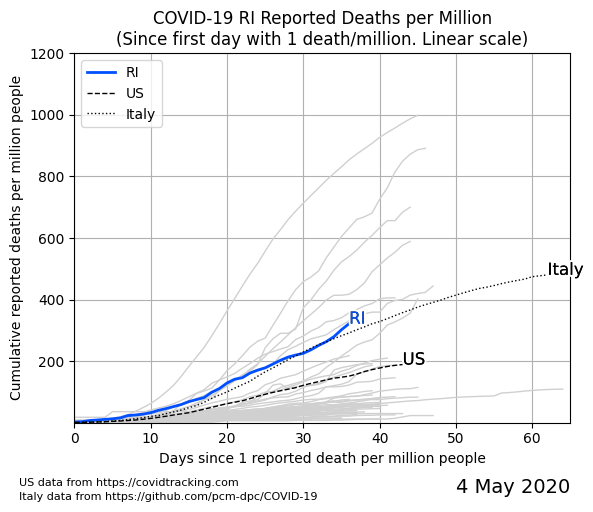 COVID-19 RI Reported Deaths per Million
(Since first day with 1 death/million. Linear scale)
Cumulative reported deaths per million people
1200
1000
800
600
400
200
RI
US
Italy
Italy
RI
US
0
10
20
30
40
50
60
Days since 1 reported death per million people
US data from https://covidtracking.com
Italy data from https://github.com/pcm-dpc/COVID-19
4 May 2020